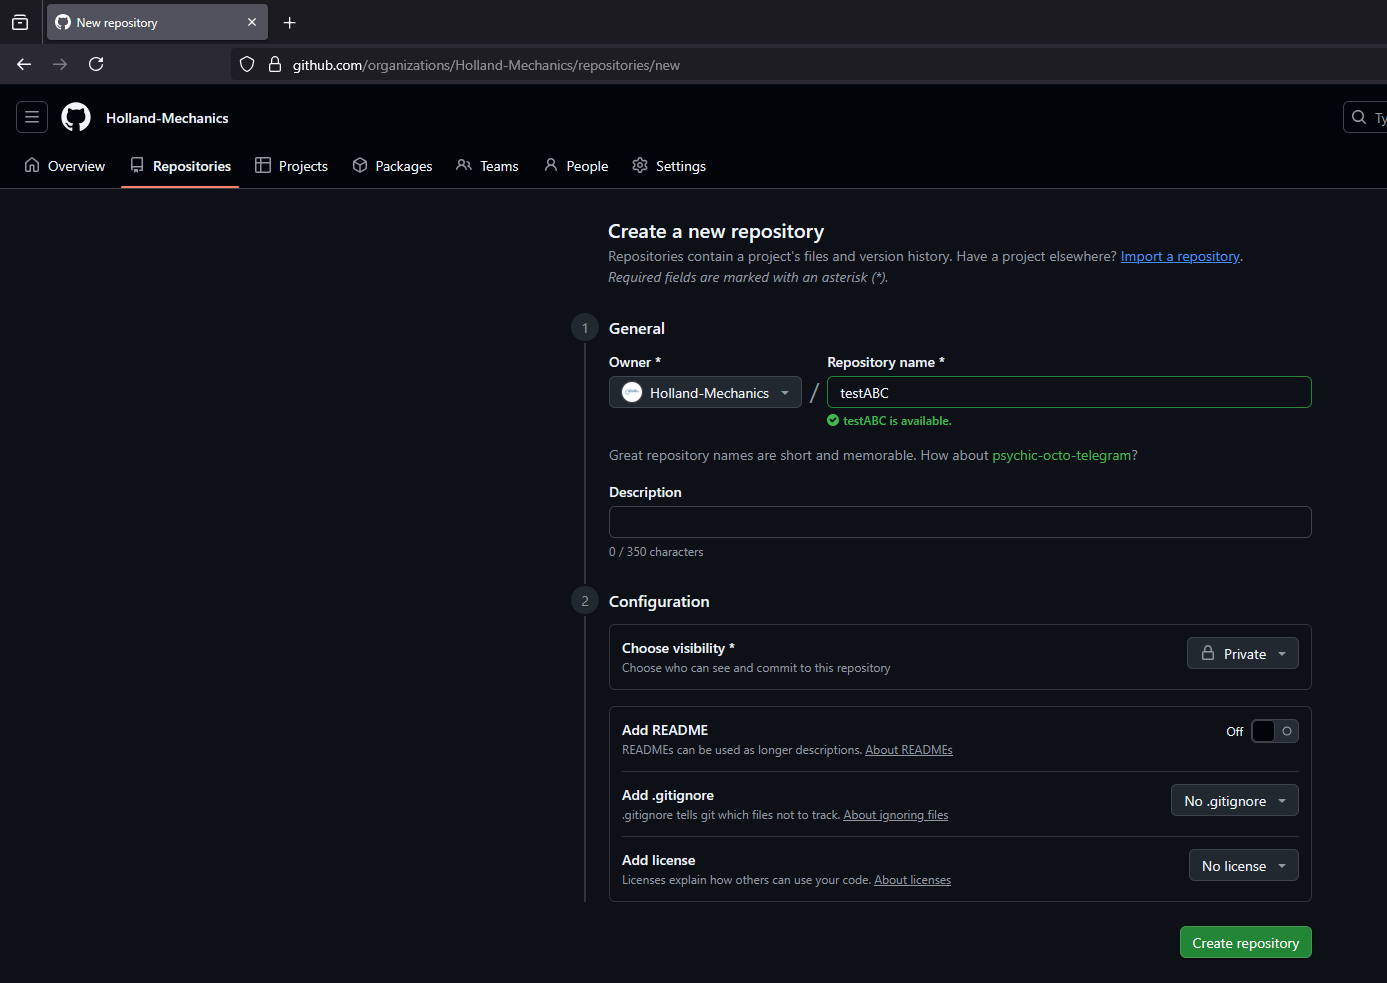 New repository
github.com/organizations/Holland-Mechanics/repositories/new
Holland-Mechanics
Ty
Overview Repositories Projects Packages Teams People Settings
Create a new repository
Repositories contain a project's files and version history. Have a project elsewhere? Import a repository.
Required fields are marked with an asterisk (*).
1 General
Owner * Repository name *
Holland-Mechanics / testABC
testABC is available.
Great repository names are short and memorable. How about psychic-octo-telegram?
Description
0 / 350 characters
2 Configuration
Choose visibility *
Choose who can see and commit to this repository
Private
Add README
READMEs can be used as longer descriptions. About READMEs
Off
Add .gitignore
.gitignore tells git which files not to track. About ignoring files
No .gitignore
Add license
Licenses explain how others can use your code. About licenses
No license
Create repository